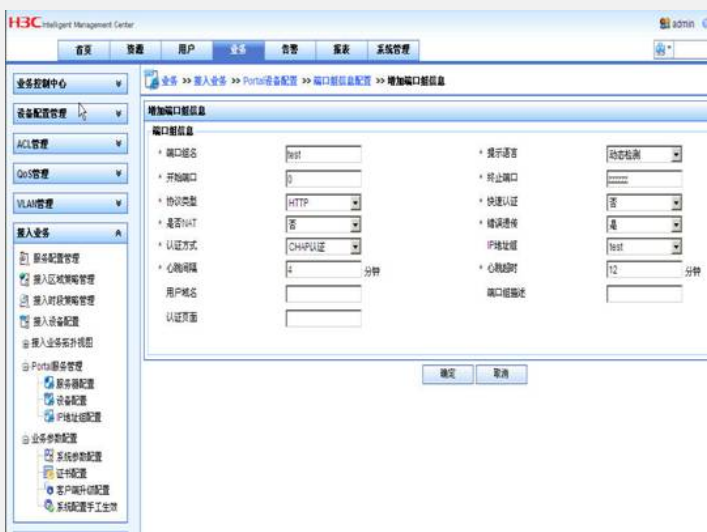 H3C Intelligent Management Center
admin
首页 资源 用户 业务 告警 报表 系统管理
业务 >> 接入业务 >> Portal设备配置 >> 端口组信息配置 >> 增加端口组信息
业务控制中心
设备配置管理
ACL管理
QoS管理
VLAN管理
接入业务
服务配置管理
接入区域策略管理
接入时段策略管理
接入设备配置
接入业务拓扑视图
Portal服务管理
服务器配置
设备配置
IP地址组配置
业务参数配置
系统参数配置
证书配置
客户端升级配置
系统配置手工生效
增加端口组信息
端口组信息
* 端口组名 test * 提示语言 动态检测
* 开始端口 0 * 终止端口 zzzzzz
* 协议类型 HTTP * 快速认证 否
* 是否NAT 否 * 错误透传 是
* 认证方式 CHAP认证 IP地址组 test
* 心跳间隔 4 分钟 * 心跳超时 12 分钟
用户域名 端口组描述
认证页面
确定 取消